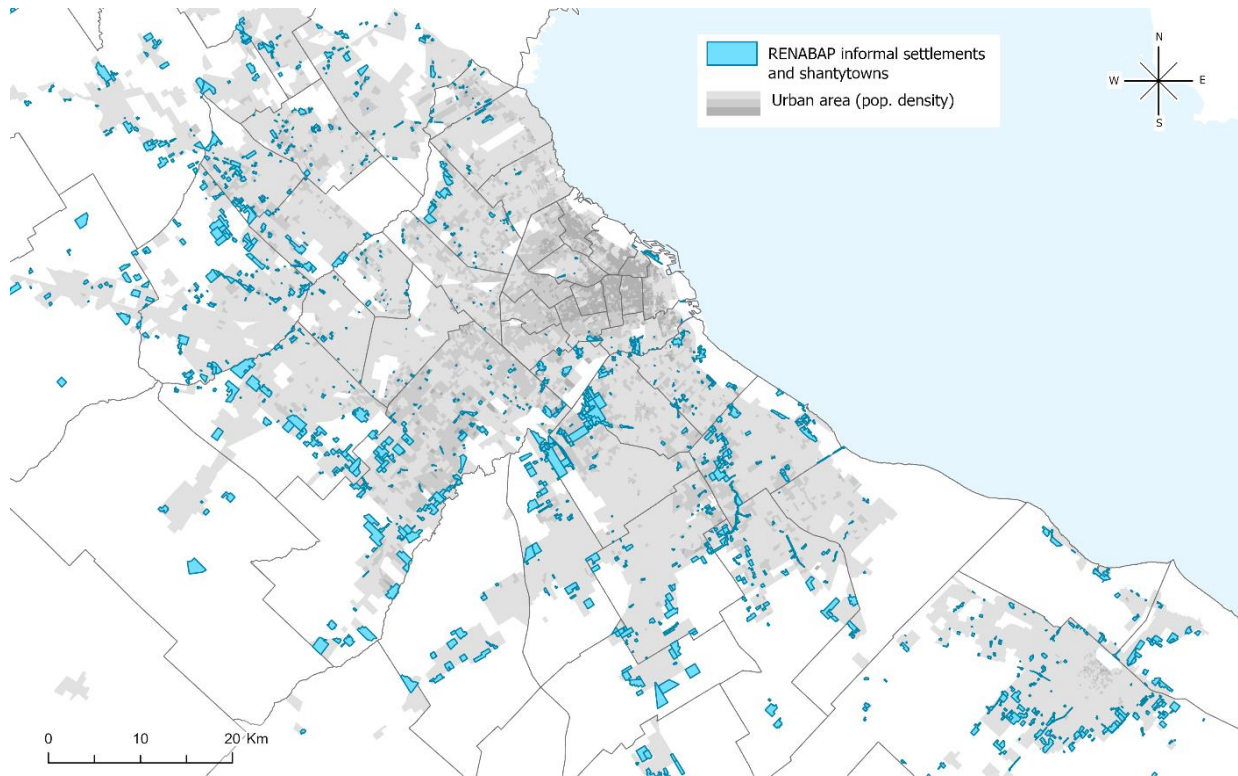 RENABAP informal settlements
and shantytowns
Urban area (pop. density)
N
W E
S
0 10 20 Km